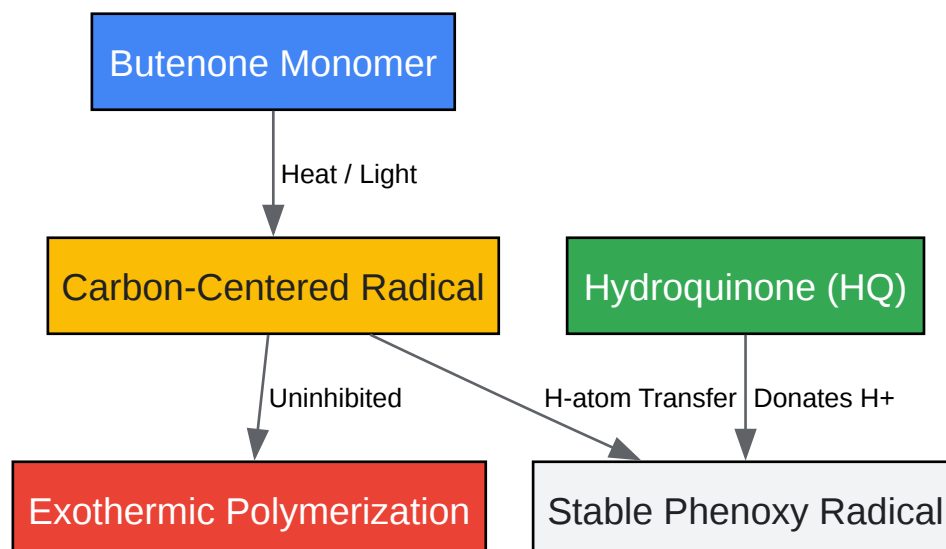 Butenone Monomer
Heat / Light
Carbon-Centered Radical
Hydroquinone (HQ)
Uninhibited
H-atom Transfer
Donates H+
Exothermic Polymerization
Stable Phenoxy Radical